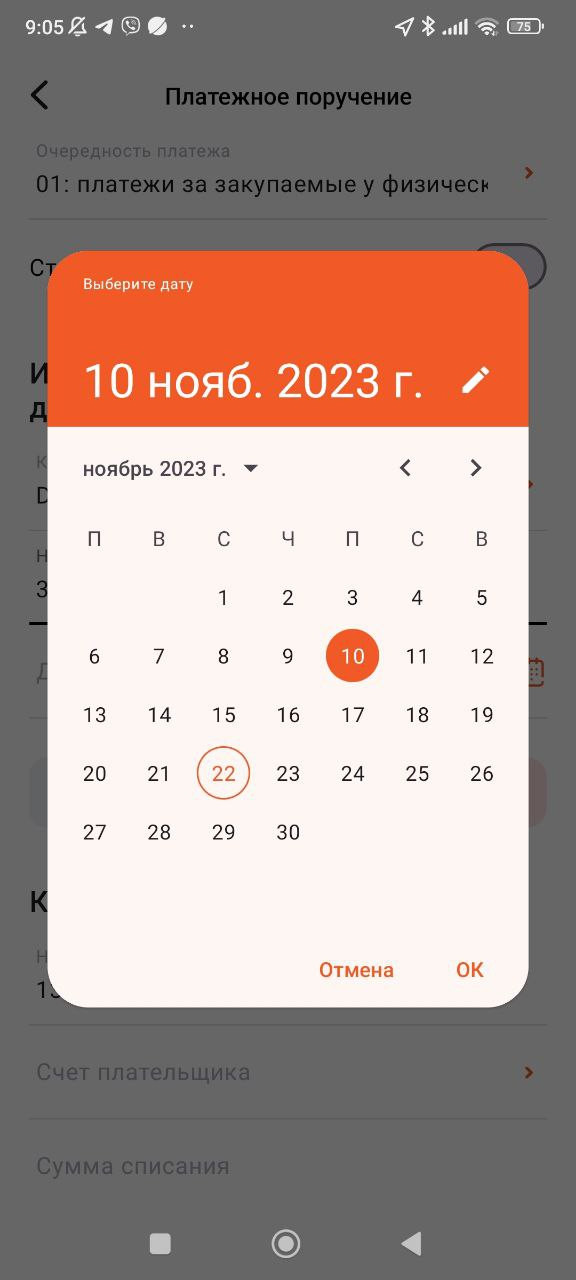 9:05
75
Платежное поручение
Очередность платежа
01: платежи за закупаемые у физическ
Ст
Выберите дату
10 нояб. 2023 г.
ноябрь 2023 г.
П В С Ч П С В
1 2 3 4 5
6 7 8 9 10 11 12
13 14 15 16 17 18 19
20 21 22 23 24 25 26
27 28 29 30
Отмена ОК
Счет плательщика
Сумма списания